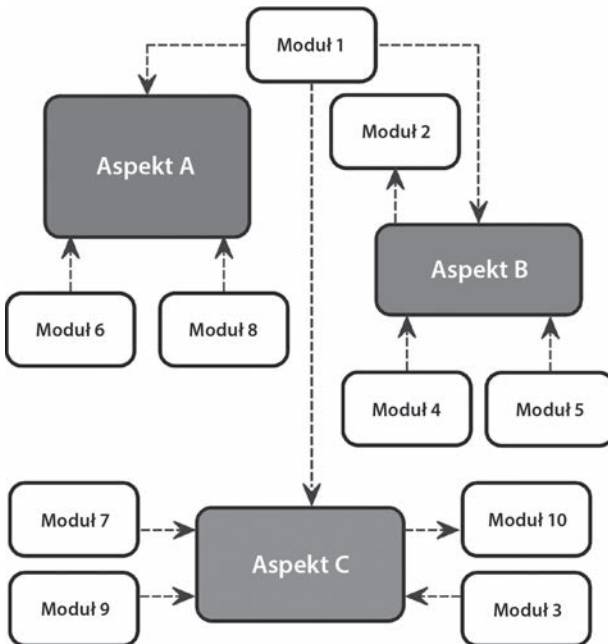 Moduł 1
Moduł 2
Aspekt A
Aspekt B
Moduł 6
Moduł 8
Moduł 4
Moduł 5
Moduł 7
Moduł 10
Aspekt C
Moduł 9
Moduł 3